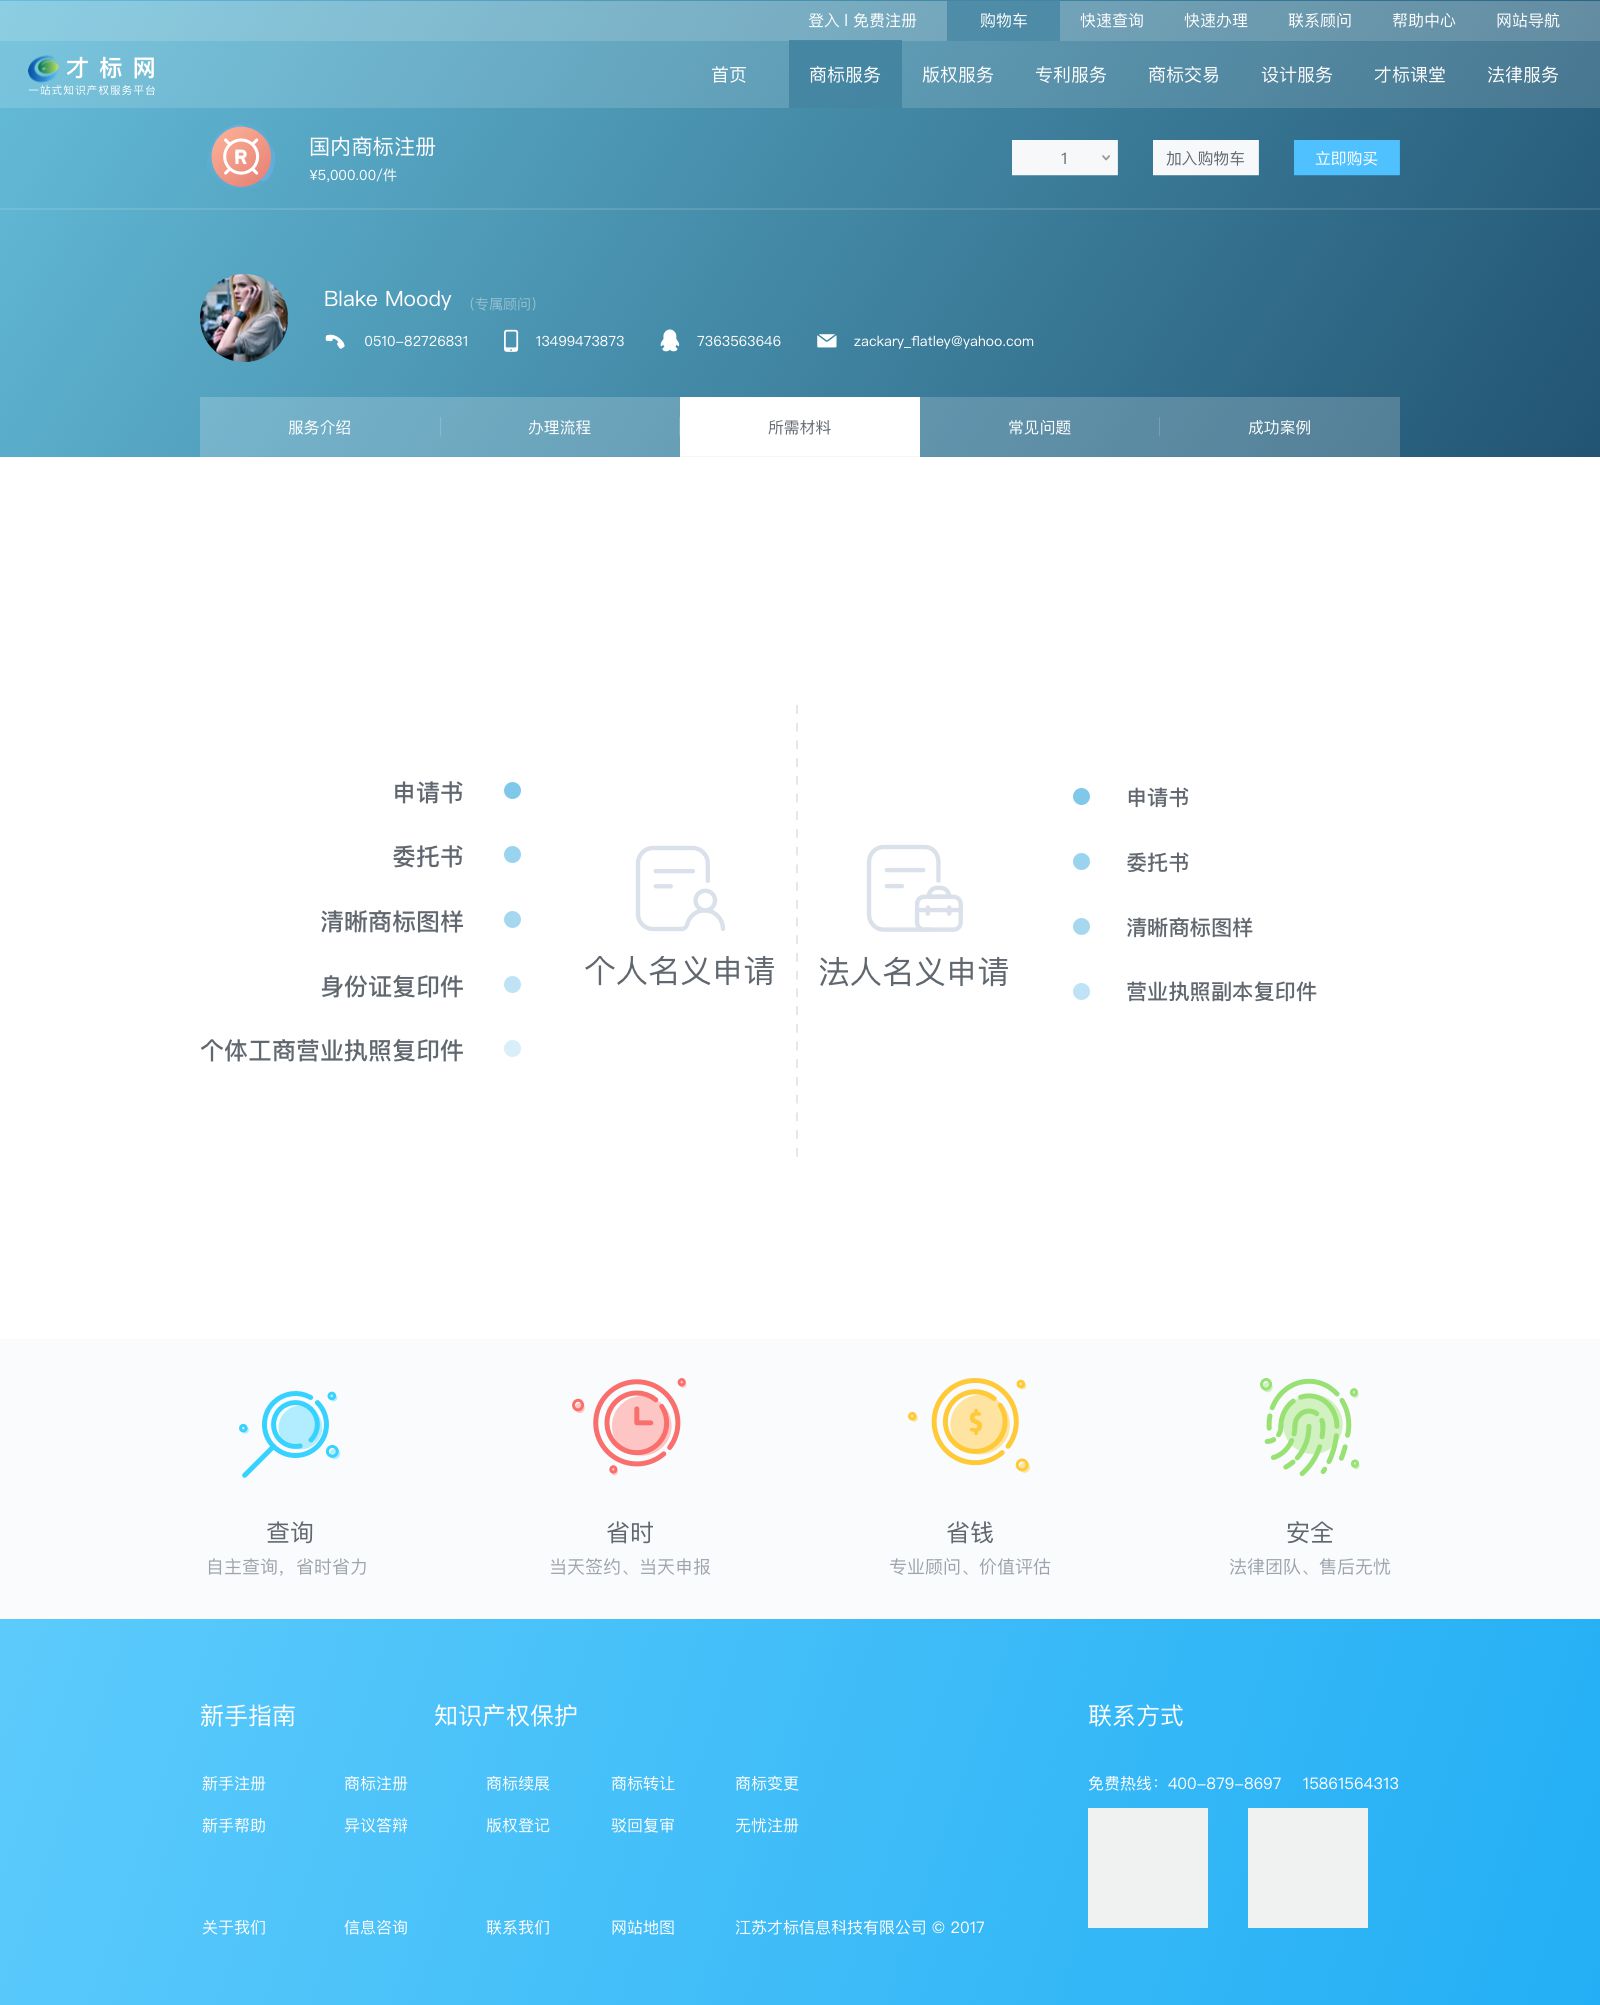 登入 | 免费注册 购物车 快速查询 快速办理 联系顾问 帮助中心 网站导航
才标网
一站式知识产权服务平台
首页 商标服务 版权服务 专利服务 商标交易 设计服务 才标课堂 法律服务
R
国内商标注册
¥5,000.00/件
1 加入购物车 立即购买
Blake Moody （专属顾问）
0510-82726831 13499473873 7363563646 zackary_flatley@yahoo.com
服务介绍 办理流程 所需材料 常见问题 成功案例
申请书
委托书
清晰商标图样
身份证复印件
个体工商营业执照复印件
个人名义申请
法人名义申请
申请书
委托书
清晰商标图样
营业执照副本复印件
$
查询
自主查询，省时省力
省时
当天签约、当天申报
省钱
专业顾问、价值评估
安全
法律团队、售后无忧
新手指南 知识产权保护 联系方式
新手注册 商标注册 商标续展 商标转让 商标变更 免费热线：400-879-8697 15861564313
新手帮助 异议答辩 版权登记 驳回复审 无忧注册
关于我们 信息咨询 联系我们 网站地图 江苏才标信息科技有限公司 © 2017